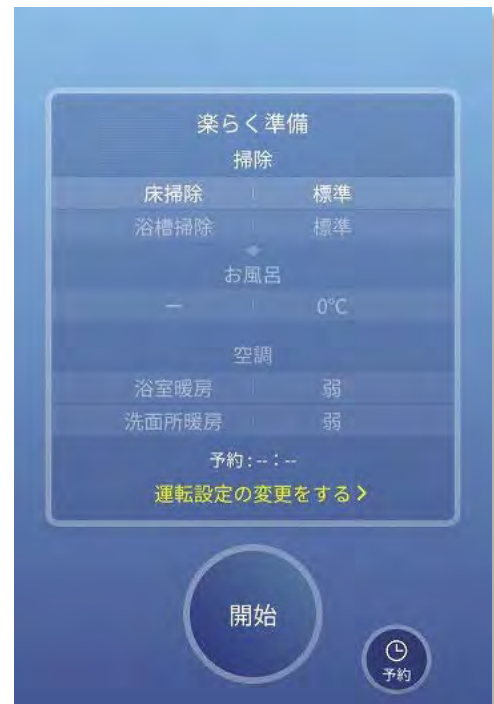 楽らく準備
掃除
床掃除 標準
浴槽掃除 標準
お風呂
ー 0℃
空調
浴室暖房 弱
洗面所暖房 弱
予約:--:--
運転設定の変更をする>
開始
予約